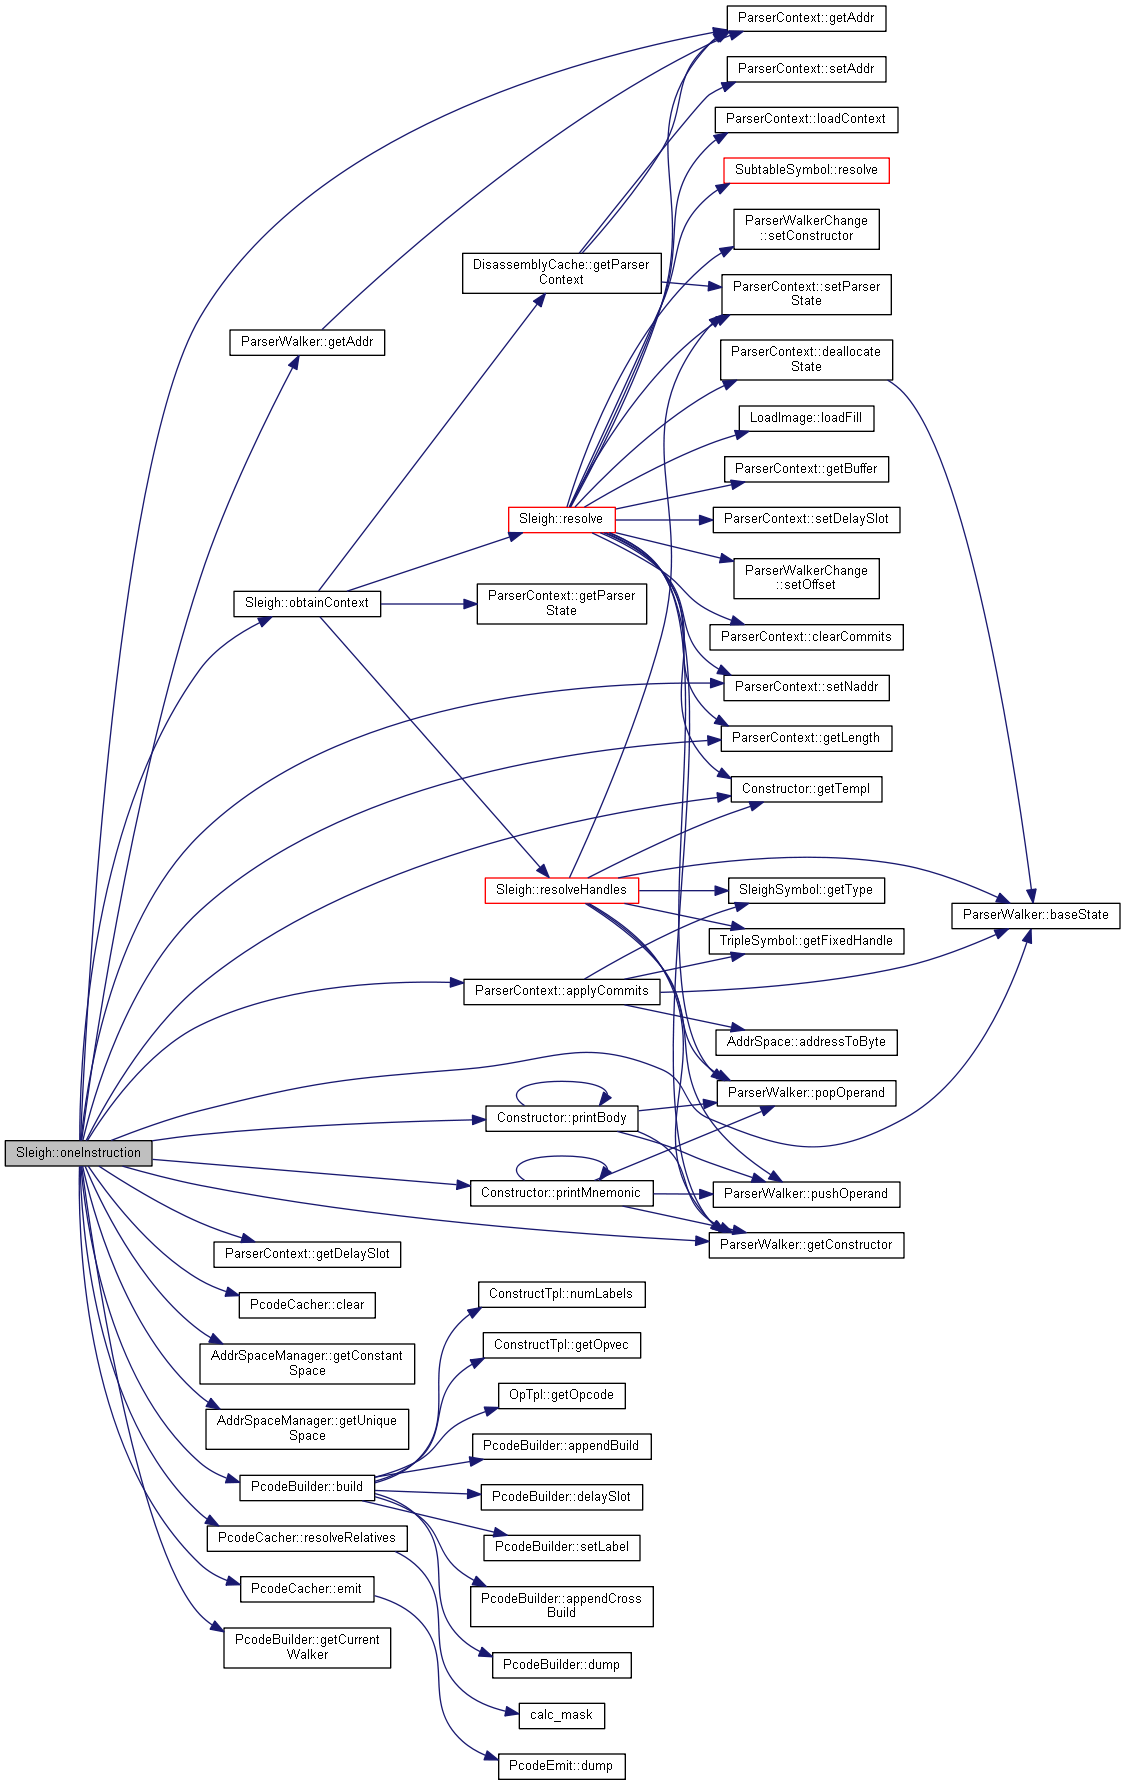 ParserContext::getAddr
ParserContext::setAddr
ParserContext::loadContext
SubtableSymbol::resolve
ParserWalkerChange
::setConstructor
DisassemblyCache::getParser
Context
ParserContext::setParser
State
ParserWalker::getAddr
ParserContext::deallocate
State
LoadImage::loadFill
ParserContext::getBuffer
Sleigh::resolve
ParserContext::setDelaySlot
ParserWalkerChange
::setOffset
Sleigh::obtainContext
ParserContext::getParser
State
ParserContext::clearCommits
ParserContext::setNaddr
ParserContext::getLength
Constructor::getTempl
Sleigh::resolveHandles
SleighSymbol::getType
ParserWalker::baseState
TripleSymbol::getFixedHandle
ParserContext::applyCommits
AddrSpace::addressToByte
ParserWalker::popOperand
Constructor::printBody
Sleigh::oneInstruction
Constructor::printMnemonic
ParserWalker::pushOperand
ParserWalker::getConstructor
ParserContext::getDelaySlot
ConstructTpl::numLabels
PcodeCacher::clear
ConstructTpl::getOpvec
AddrSpaceManager::getConstant
Space
OpTpl::getOpcode
AddrSpaceManager::getUnique
Space
PcodeBuilder::appendBuild
PcodeBuilder::build
PcodeBuilder::delaySlot
PcodeCacher::resolveRelatives
PcodeBuilder::setLabel
PcodeCacher::emit
PcodeBuilder::appendCross
Build
PcodeBuilder::getCurrent
Walker
PcodeBuilder::dump
calc_mask
PcodeEmit::dump